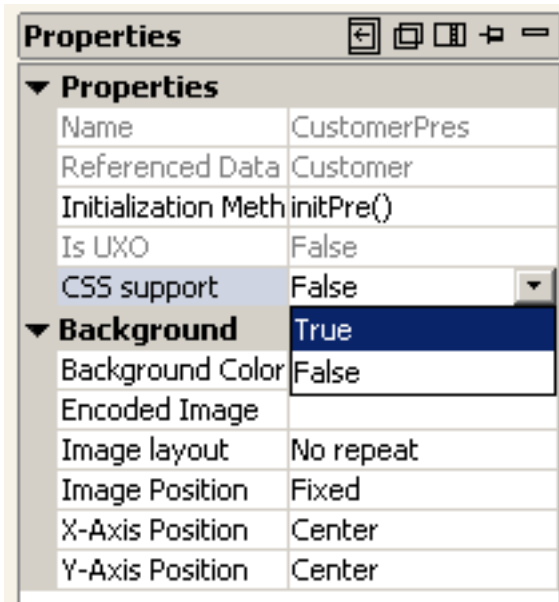 Properties
Properties
Name CustomerPres
Referenced Data Customer
Initialization Meth initPre()
Is UXO False
CSS support False
Background True
Background Color False
Encoded Image
Image layout No repeat
Image Position Fixed
X-Axis Position Center
Y-Axis Position Center